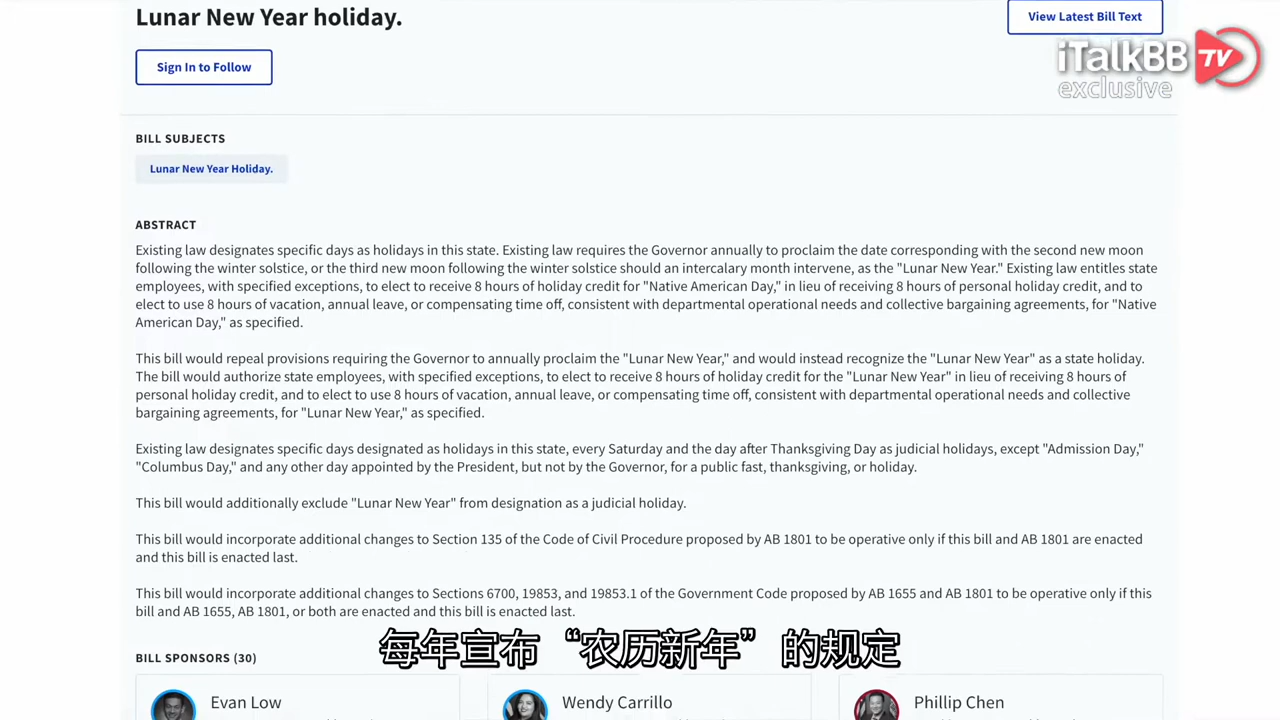 Lunar New Year holiday.
View Latest Bill Text
iTalkBB TV
exclusive
Sign In to Follow
BILL SUBJECTS
Lunar New Year Holiday.
ABSTRACT
Existing law designates specific days as holidays in this state. Existing law requires the Governor annually to proclaim the date corresponding with the second new moon
following the winter solstice, or the third new moon following the winter solstice should an intercalary month intervene, as the "Lunar New Year." Existing law entitles state
employees, with specified exceptions, to elect to receive 8 hours of holiday credit for "Native American Day," in lieu of receiving 8 hours of personal holiday credit, and to
elect to use 8 hours of vacation, annual leave, or compensating time off, consistent with departmental operational needs and collective bargaining agreements, for "Native
American Day," as specified.
This bill would repeal provisions requiring the Governor to annually proclaim the "Lunar New Year," and would instead recognize the "Lunar New Year" as a state holiday.
The bill would authorize state employees, with specified exceptions, to elect to receive 8 hours of holiday credit for the "Lunar New Year" in lieu of receiving 8 hours of
personal holiday credit, and to elect to use 8 hours of vacation, annual leave, or compensating time off, consistent with departmental operational needs and collective
bargaining agreements, for "Lunar New Year," as specified.
Existing law designates specific days designated as holidays in this state, every Saturday and the day after Thanksgiving Day as judicial holidays, except "Admission Day,"
"Columbus Day," and any other day appointed by the President, but not by the Governor, for a public fast, thanksgiving, or holiday.
This bill would additionally exclude "Lunar New Year" from designation as a judicial holiday.
This bill would incorporate additional changes to Section 135 of the Code of Civil Procedure proposed by AB 1801 to be operative only if this bill and AB 1801 are enacted
and this bill is enacted last.
This bill would incorporate additional changes to Sections 6700, 19853, and 19853.1 of the Government Code proposed by AB 1655 and AB 1801 to be operative only if this
bill and AB 1655, AB 1801, or both are enacted and this bill is enacted last.
每年宣布“农历新年”的规定
BILL SPONSORS (30)
Evan Low
Wendy Carrillo
Phillip Chen